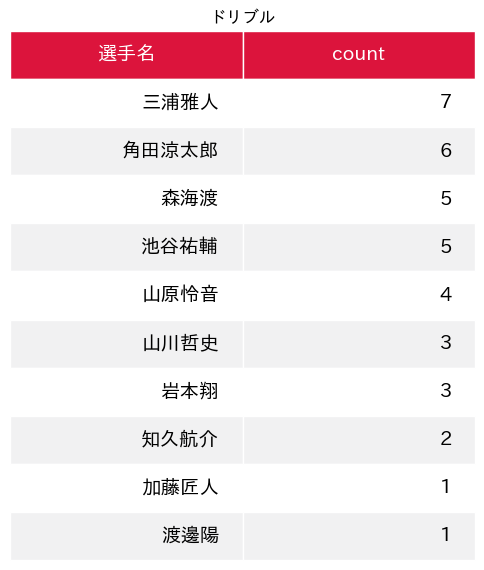 ドリブル
選手名 count
三浦雅人 7
角田涼太郎 6
森海渡 5
池谷祐輔 5
山原怜音 4
山川哲史 3
岩本翔 3
知久航介 2
加藤匠人 1
渡邊陽 1